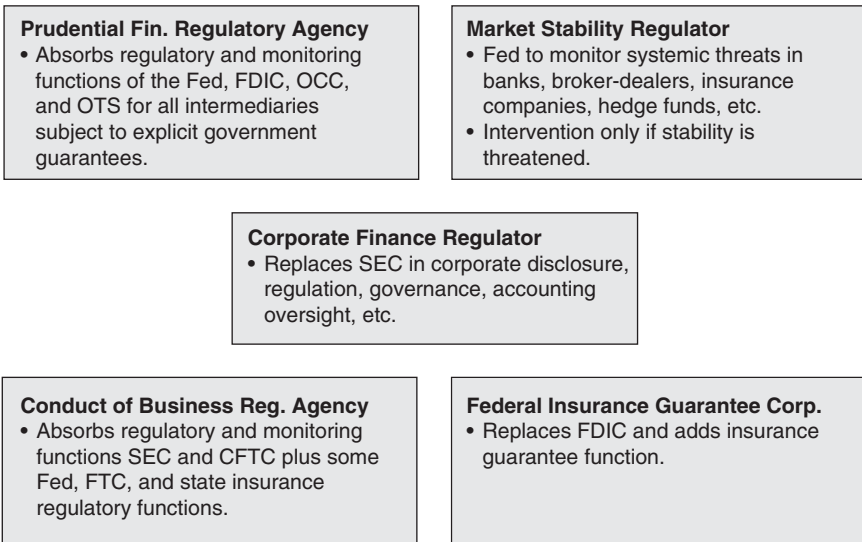 Prudential Fin. Regulatory Agency
• Absorbs regulatory and monitoring
functions of the Fed, FDIC, OCC,
and OTS for all intermediaries
subject to explicit government
guarantees.
Market Stability Regulator
• Fed to monitor systemic threats in
banks, broker-dealers, insurance
companies, hedge funds, etc.
• Intervention only if stability is
threatened.
Corporate Finance Regulator
• Replaces SEC in corporate disclosure,
regulation, governance, accounting
oversight, etc.
Conduct of Business Reg. Agency
• Absorbs regulatory and monitoring
functions SEC and CFTC plus some
Fed, FTC, and state insurance
regulatory functions.
Federal Insurance Guarantee Corp.
• Replaces FDIC and adds insurance
guarantee function.